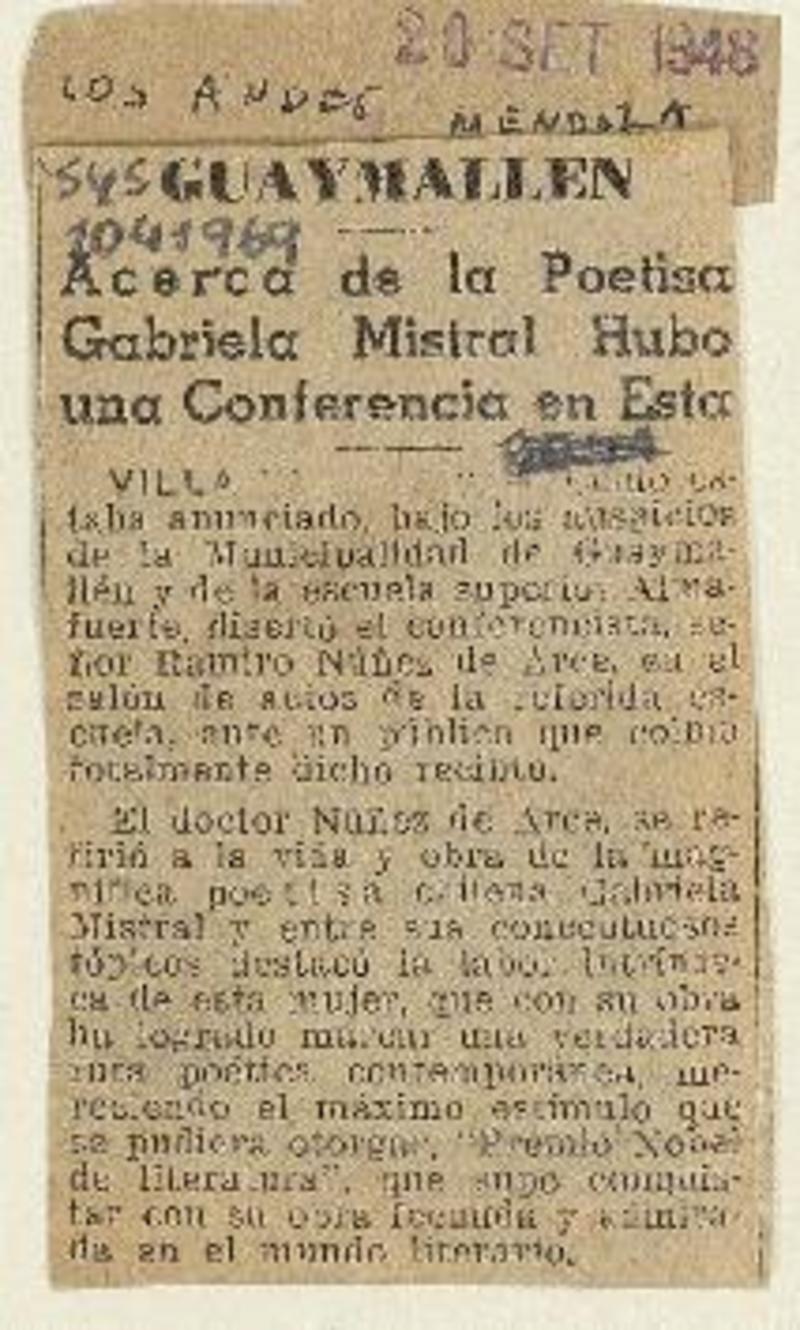 20 SET 1948
LOS ANDES MENDOZA
SYS GUAYMALLEN
10419​69
Acerca de la Poetisa
Gabriela Mistral Hubo
una Conferencia en Esta
VILLA
taba anunciado, bajo los auspicios
de la Municipalidad de Guayma-
llén y de la escuela superior Alma-
fuerte, disertó el conferencista, se-
ñor Ramiro Núñez de Arce, en el
salón de actos de la referida es-
cuela, ante un público que colmó
totalmente dicho recinto.
El doctor Núñez de Arce, se re-
firió a la vida y obra de la mag-
nífica poetisa chilena Gabriela
Mistral y entre sus conceptuosos
tópicos destacó la labor intrínse-
ca de esta mujer, que con su obra
ha logrado marcar una verdadera
ruta poética contemporánea, me-
reciendo el máximo estímulo que
se pudiera otorgar, "Premio Nobel
de literatura", que supo conquis-
tar con su obra fecunda y admira-
da en el mundo literario.